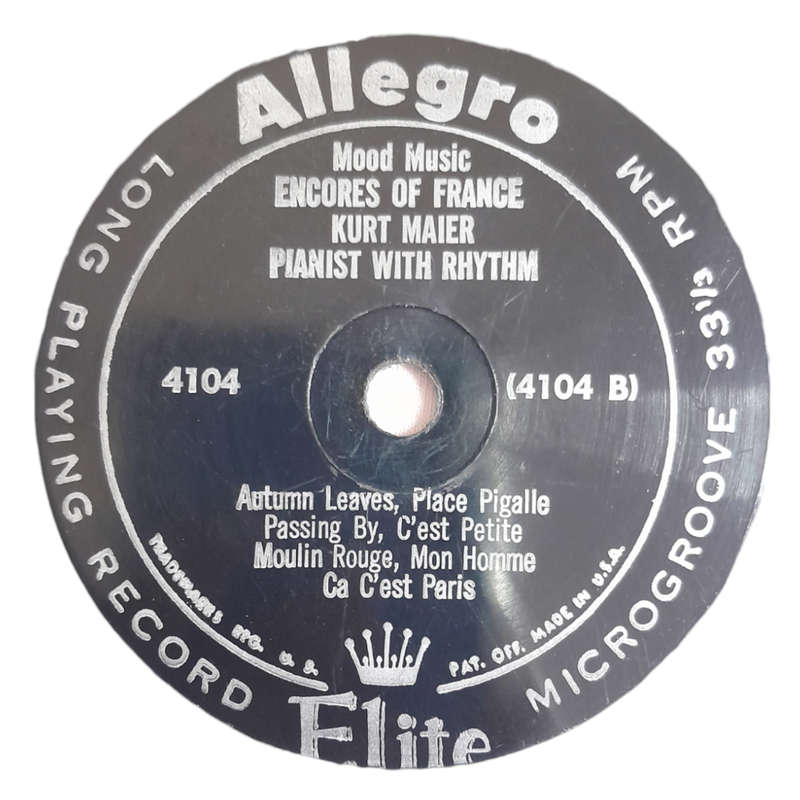 Allegro
Mood Music
ENCORES OF FRANCE
KURT MAIER
PIANIST WITH RHYTHM
4104
(4104 B)
Autumn Leaves, Place Pigalle
Passing By, C'est Petite
Moulin Rouge, Mon Homme
Ca C'est Paris
TRADEMARKS REG. U. S. PAT. OFF. MADE IN U.S.A.
LONG PLAYING RECORD
MICROGROOVE 33⅓ RPM
Elite